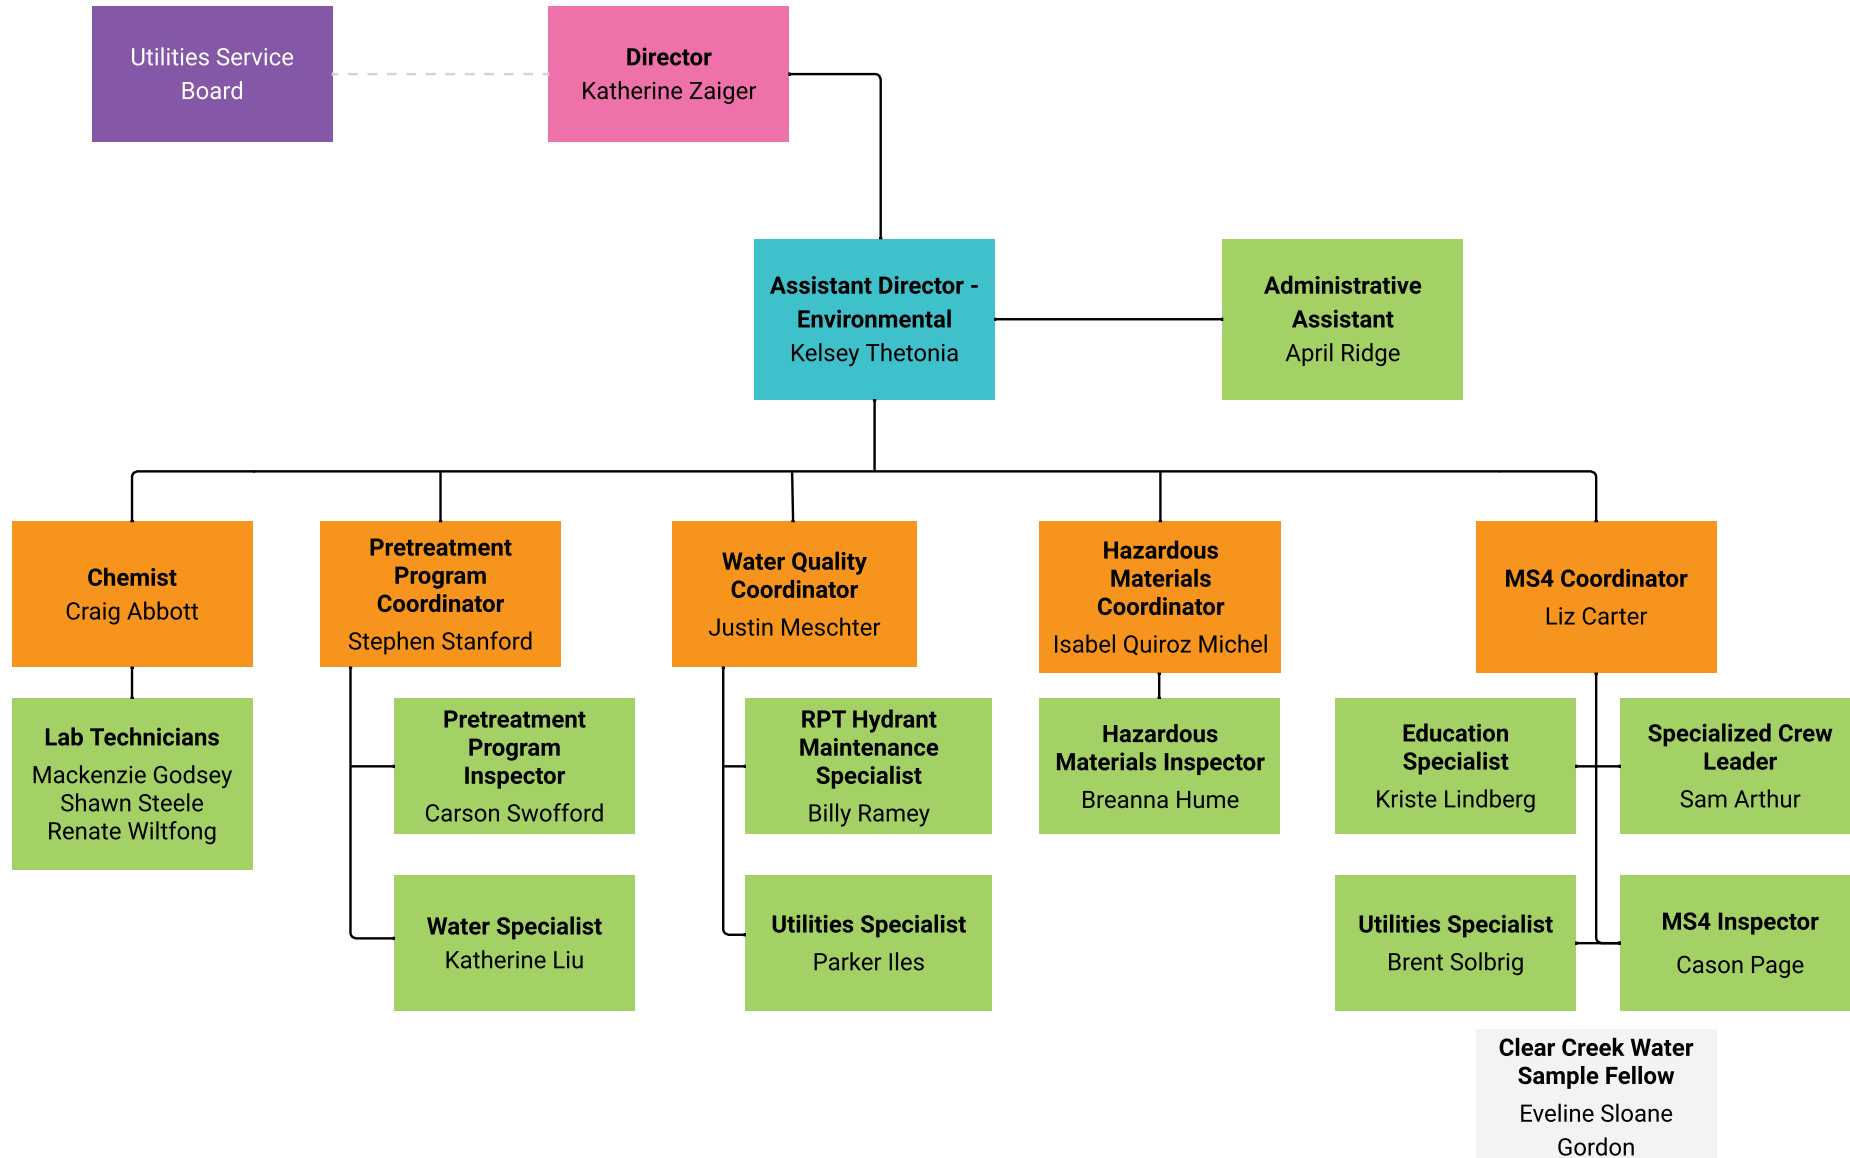 Utilities Service
Board
Director
Katherine Zaiger
Assistant Director -
Environmental
Kelsey Thetonia
Administrative
Assistant
April Ridge
Chemist
Craig Abbott
Pretreatment
Program
Coordinator
Stephen Stanford
Water Quality
Coordinator
Justin Meschter
Hazardous
Materials
Coordinator
Isabel Quiroz Michel
MS4 Coordinator
Liz Carter
Lab Technicians
Mackenzie Godsey
Shawn Steele
Renate Wiltfong
Pretreatment
Program
Inspector
Carson Swofford
RPT Hydrant
Maintenance
Specialist
Billy Ramey
Hazardous
Materials Inspector
Breanna Hume
Education
Specialist
Kriste Lindberg
Specialized Crew
Leader
Sam Arthur
Water Specialist
Katherine Liu
Utilities Specialist
Parker Iles
Utilities Specialist
Brent Solbrig
MS4 Inspector
Cason Page
Clear Creek Water
Sample Fellow
Eveline Sloane
Gordon